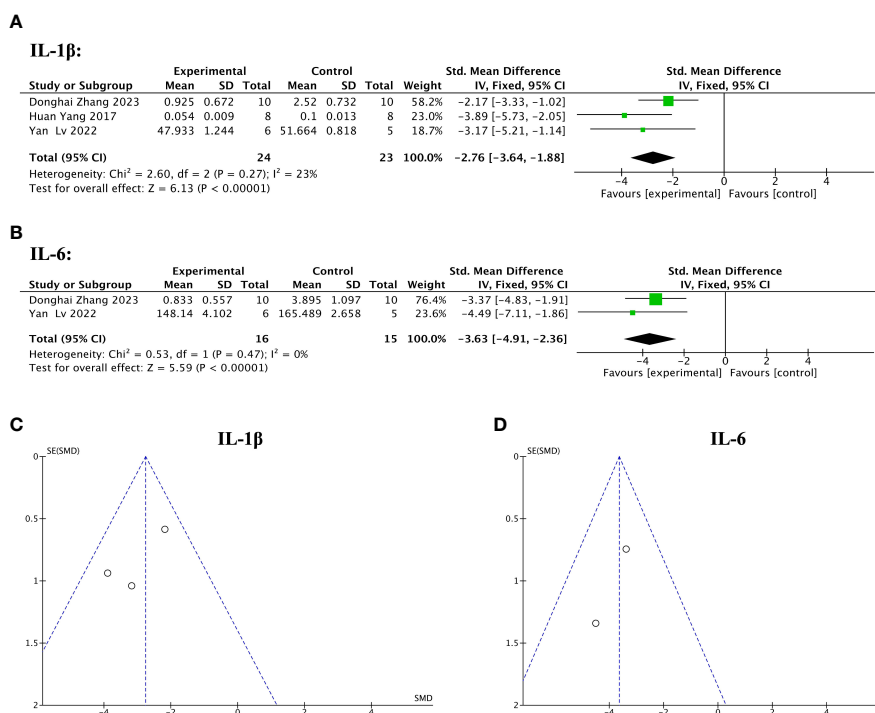 A
IL-1β:
Experimental Control Std. Mean Difference Std. Mean Difference
Study or Subgroup Mean SD Total Mean SD Total Weight IV, Fixed, 95% CI IV, Fixed, 95% CI
Donghai Zhang 2023 0.925 0.672 10 2.52 0.732 10 58.2% −2.17 [−3.33, −1.02]
Huan Yang 2017 0.054 0.009 8 0.1 0.013 8 23.0% −3.89 [−5.73, −2.05]
Yan Lv 2022 47.933 1.244 6 51.664 0.818 5 18.7% −3.17 [−5.21, −1.14]
Total (95% CI) 24 23 100.0% −2.76 [−3.64, −1.88]
Heterogeneity: Chi² = 2.60, df = 2 (P = 0.27); I² = 23%
Test for overall effect: Z = 6.13 (P < 0.00001)
−4 −2 0 2 4
Favours [experimental] Favours [control]
B
IL-6:
Experimental Control Std. Mean Difference Std. Mean Difference
Study or Subgroup Mean SD Total Mean SD Total Weight IV, Fixed, 95% CI IV, Fixed, 95% CI
Donghai Zhang 2023 0.833 0.557 10 3.895 1.097 10 76.4% −3.37 [−4.83, −1.91]
Yan Lv 2022 148.14 4.102 6 165.489 2.658 5 23.6% −4.49 [−7.11, −1.86]
Total (95% CI) 16 15 100.0% −3.63 [−4.91, −2.36]
Heterogeneity: Chi² = 0.53, df = 1 (P = 0.47); I² = 0%
Test for overall effect: Z = 5.59 (P < 0.00001)
−4 −2 0 2 4
Favours [experimental] Favours [control]
C
IL-1β
SE(SMD)
0
0.5
1
1.5
2
SMD
−4 −2 0 2 4
D
IL-6
SE(SMD)
0
0.5
1
1.5
2
−4 −2 0 2